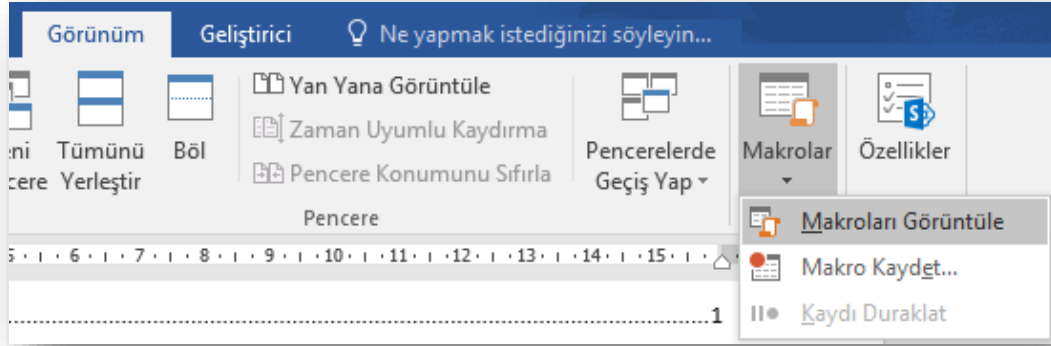 Görünüm Geliştirici Ne yapmak istediğinizi söyleyin...
Tümünü Yerleştir
Böl
Yan Yana Görüntüle
Zaman Uyumlu Kaydırma
Pencere Konumunu Sıfırla
Pencerelerde
Geçiş Yap
Makrolar
Özellikler
Pencere
Makroları Görüntüle
Makro Kaydet...
Kaydı Duraklat
6 7 8 9 10 11 12 13 14 15
1